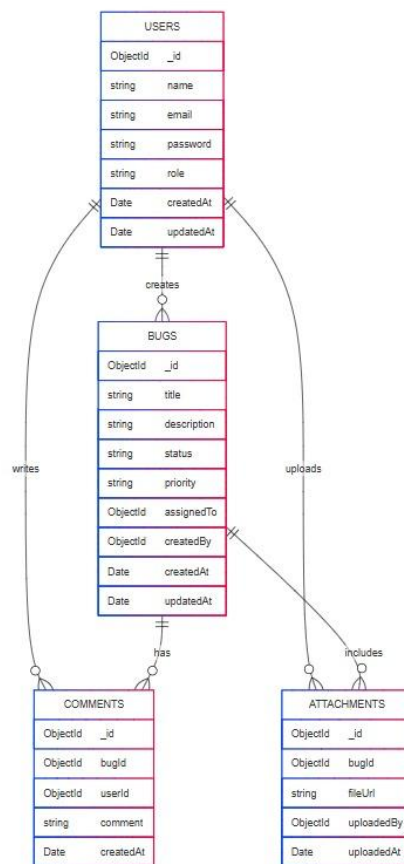 USERS
ObjectId _id
string name
string email
string password
string role
Date createdAt
Date updatedAt
creates
BUGS
ObjectId _id
string title
string description
string status
string priority
ObjectId assignedTo
ObjectId createdBy
Date createdAt
Date updatedAt
writes
uploads
has
includes
COMMENTS
ObjectId _id
ObjectId bugId
ObjectId userId
string comment
Date createdAt
ATTACHMENTS
ObjectId _id
ObjectId bugId
string fileUrl
ObjectId uploadedBy
Date uploadedAt